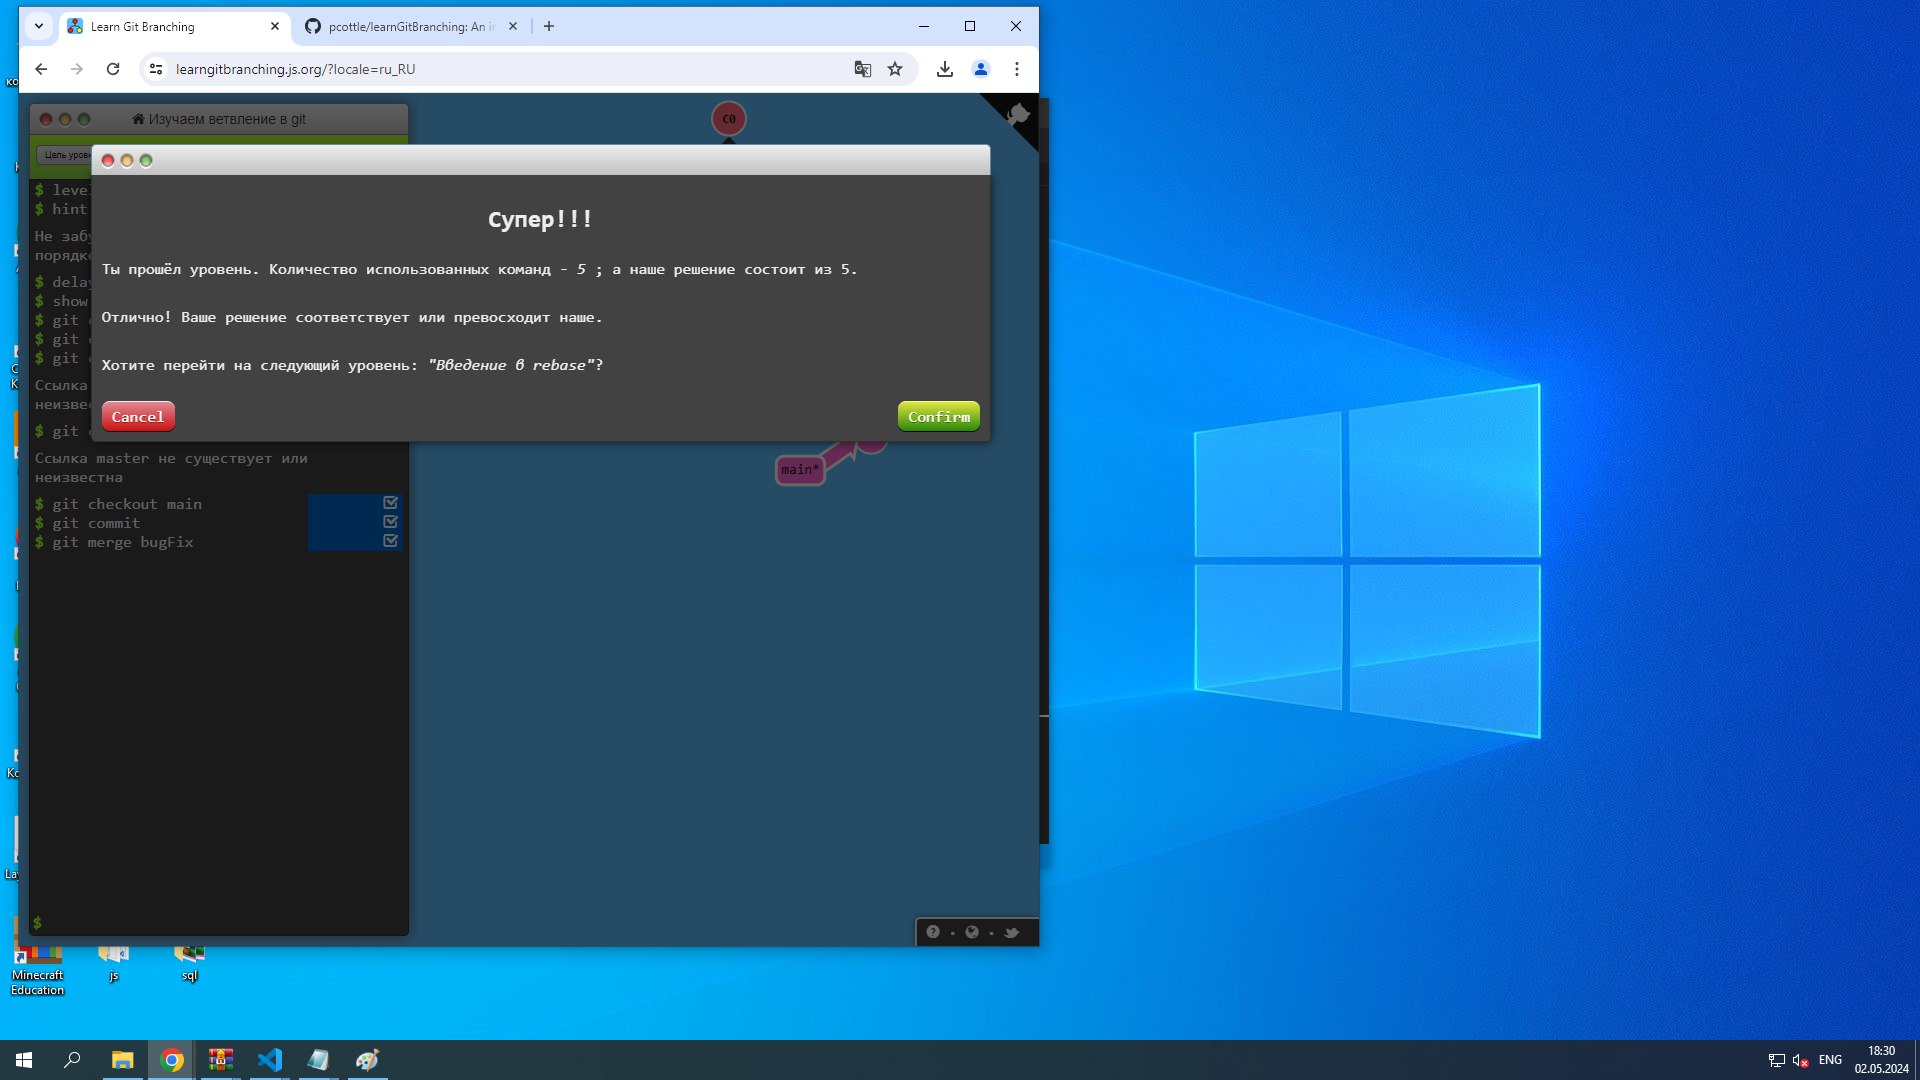 Learn Git Branching
pcottle/learnGitBranching: An in
learngitbranching.js.org/?locale=ru_RU
Изучаем ветвление в git
C0
Цель уровн
$ level
$ hint
Не забу
порядко
$ delay
$ show
$ git c
$ git c
$ git c
Ссылка
неизвес
$ git c
Супер!!!
Ты прошёл уровень. Количество использованных команд - 5 ; а наше решение состоит из 5.
Отлично! Ваше решение соответствует или превосходит наше.
Хотите перейти на следующий уровень: "Введение в rebase"?
Cancel
Confirm
main*
Ссылка master не существует или
неизвестна
$ git checkout main
$ git commit
$ git merge bugFix
$
Minecraft
Education
js
sql
ENG
18:30
02.05.2024